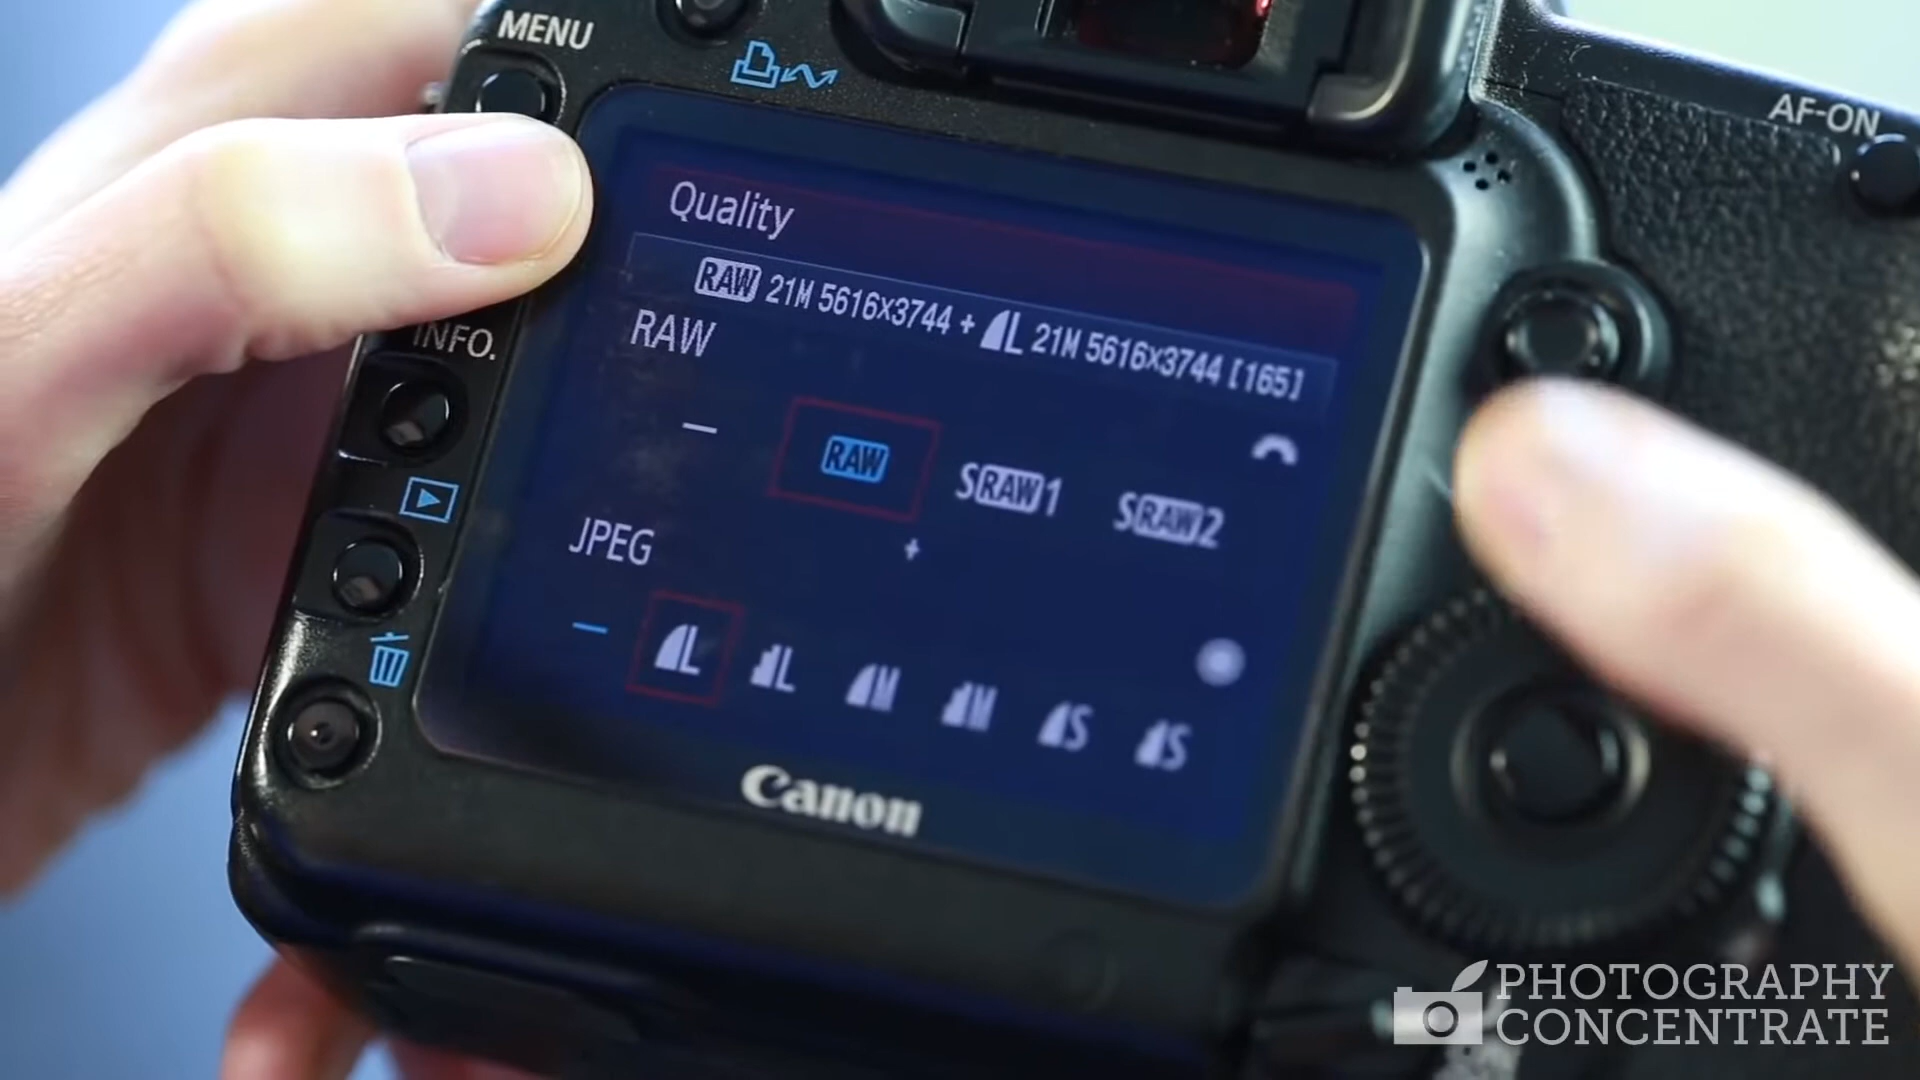 MENU
AF-ON
Quality
RAW 21M 5616x3744 + L 21M 5616x3744 [165]
RAW
INFO.
— RAW SRAW1 SRAW2
+
JPEG
— L L M M S S
Canon
PHOTOGRAPHY
CONCENTRATE